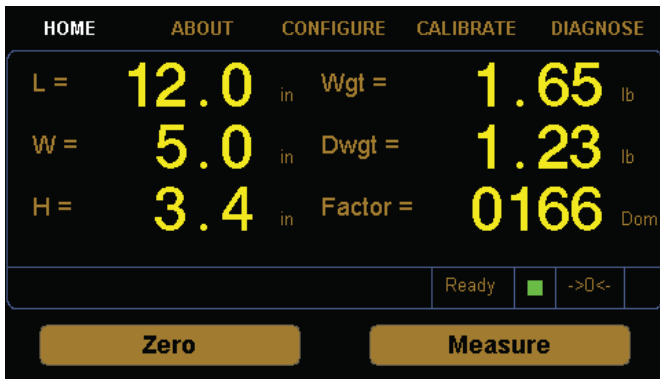 HOME ABOUT CONFIGURE CALIBRATE DIAGNOSE
L = 12.0 in Wgt = 1.65 lb
W = 5.0 in Dwgt = 1.23 lb
H = 3.4 in Factor = 0166 Dom
Ready ->0<-
Zero Measure